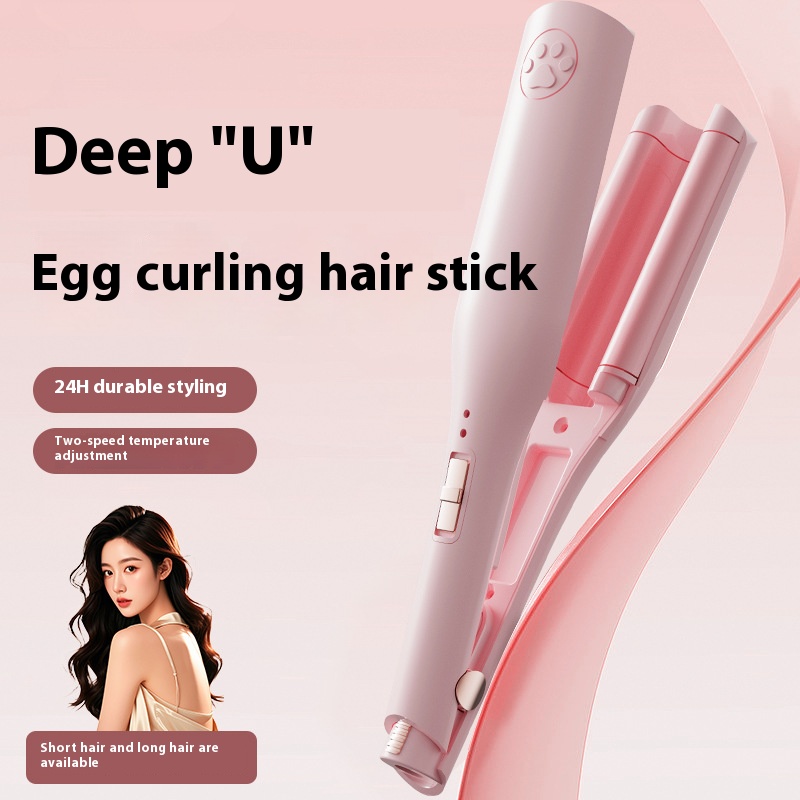 Deep "U"
Egg curling hair stick
24H durable styling
Two-speed temperature
adjustment
Short hair and long hair are
available